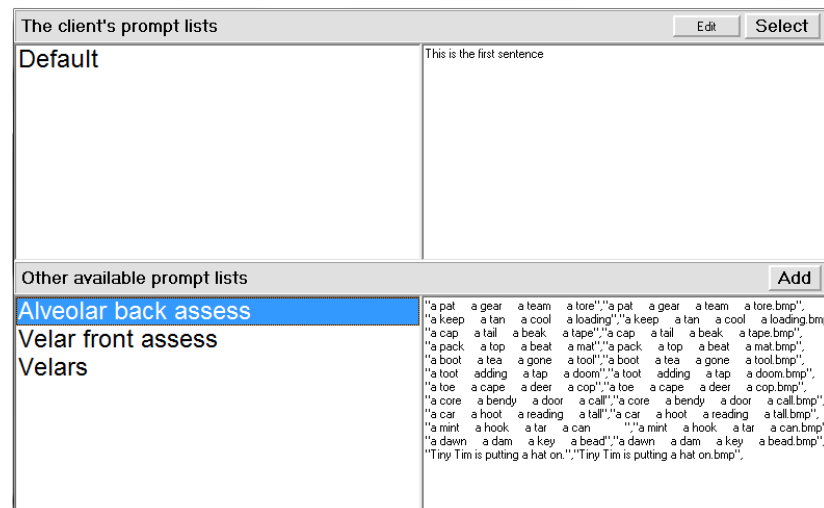 The client's prompt lists
Edit
Select
Default
This is the first sentence
Other available prompt lists
Add
Alveolar back assess
Velar front assess
Velars
"a pat a gear a team a tore","a pat a gear a team a tore.bmp",
"a keep a tan a cool a loading","a keep a tan a cool a loading.bmp
"a cap a tail a beak a tape","a cap a tail a beak a tape.bmp",
"a pack a top a beat a mat","a pack a top a beat a mat.bmp",
"a boot a tea a gone a tool","a boot a tea a gone a tool.bmp",
"a toot adding a tap a doom","a toot adding a tap a doom.bmp",
"a toe a cape a deer a cop","a toe a cape a deer a cop.bmp",
"a core a bendy a door a call","a core a bendy a door a call.bmp",
"a car a hoot a reading a tall","a car a hoot a reading a tall.bmp",
"a mint a hook a tar a can ","a mint a hook a tar a can.bmp"
"a dawn a dam a key a bead","a dawn a dam a key a bead.bmp",
"Tiny Tim is putting a hat on.","Tiny Tim is putting a hat on.bmp",